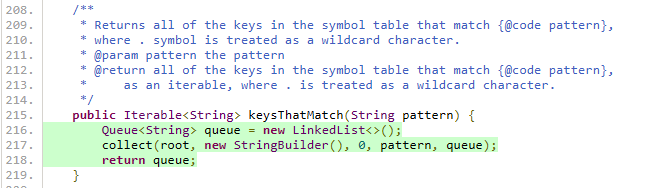 208. /**
209. * Returns all of the keys in the symbol table that match {@code pattern},
210. * where . symbol is treated as a wildcard character.
211. * @param pattern the pattern
212. * @return all of the keys in the symbol table that match {@code pattern},
213. *     as an iterable, where . is treated as a wildcard character.
214. */
215. public Iterable<String> keysThatMatch(String pattern) {
216. Queue<String> queue = new LinkedList<>();
217. collect(root, new StringBuilder(), 0, pattern, queue);
218. return queue;
219. }